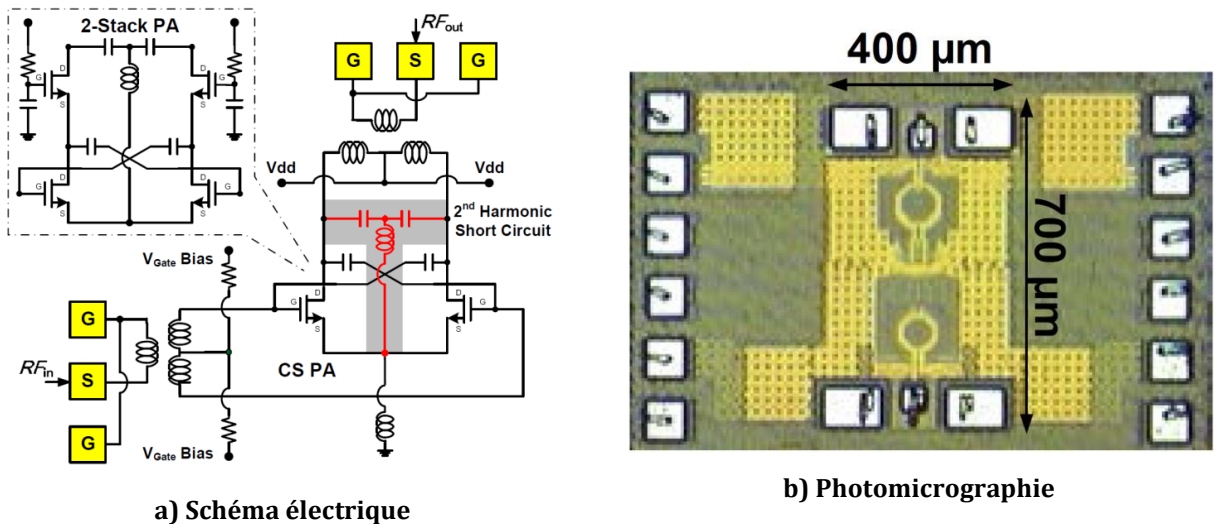 2-Stack PA
D
D
G
G
S
S
D
D
G
G
S
S
RFout
G
S
G
Vdd
Vdd
2nd Harmonic
Short Circuit
VGate Bias
D
D
G
G
S
S
G
RFin
S
G
CS PA
VGate Bias
a) Schéma électrique
400 µm
700 µm
b) Photomicrographie